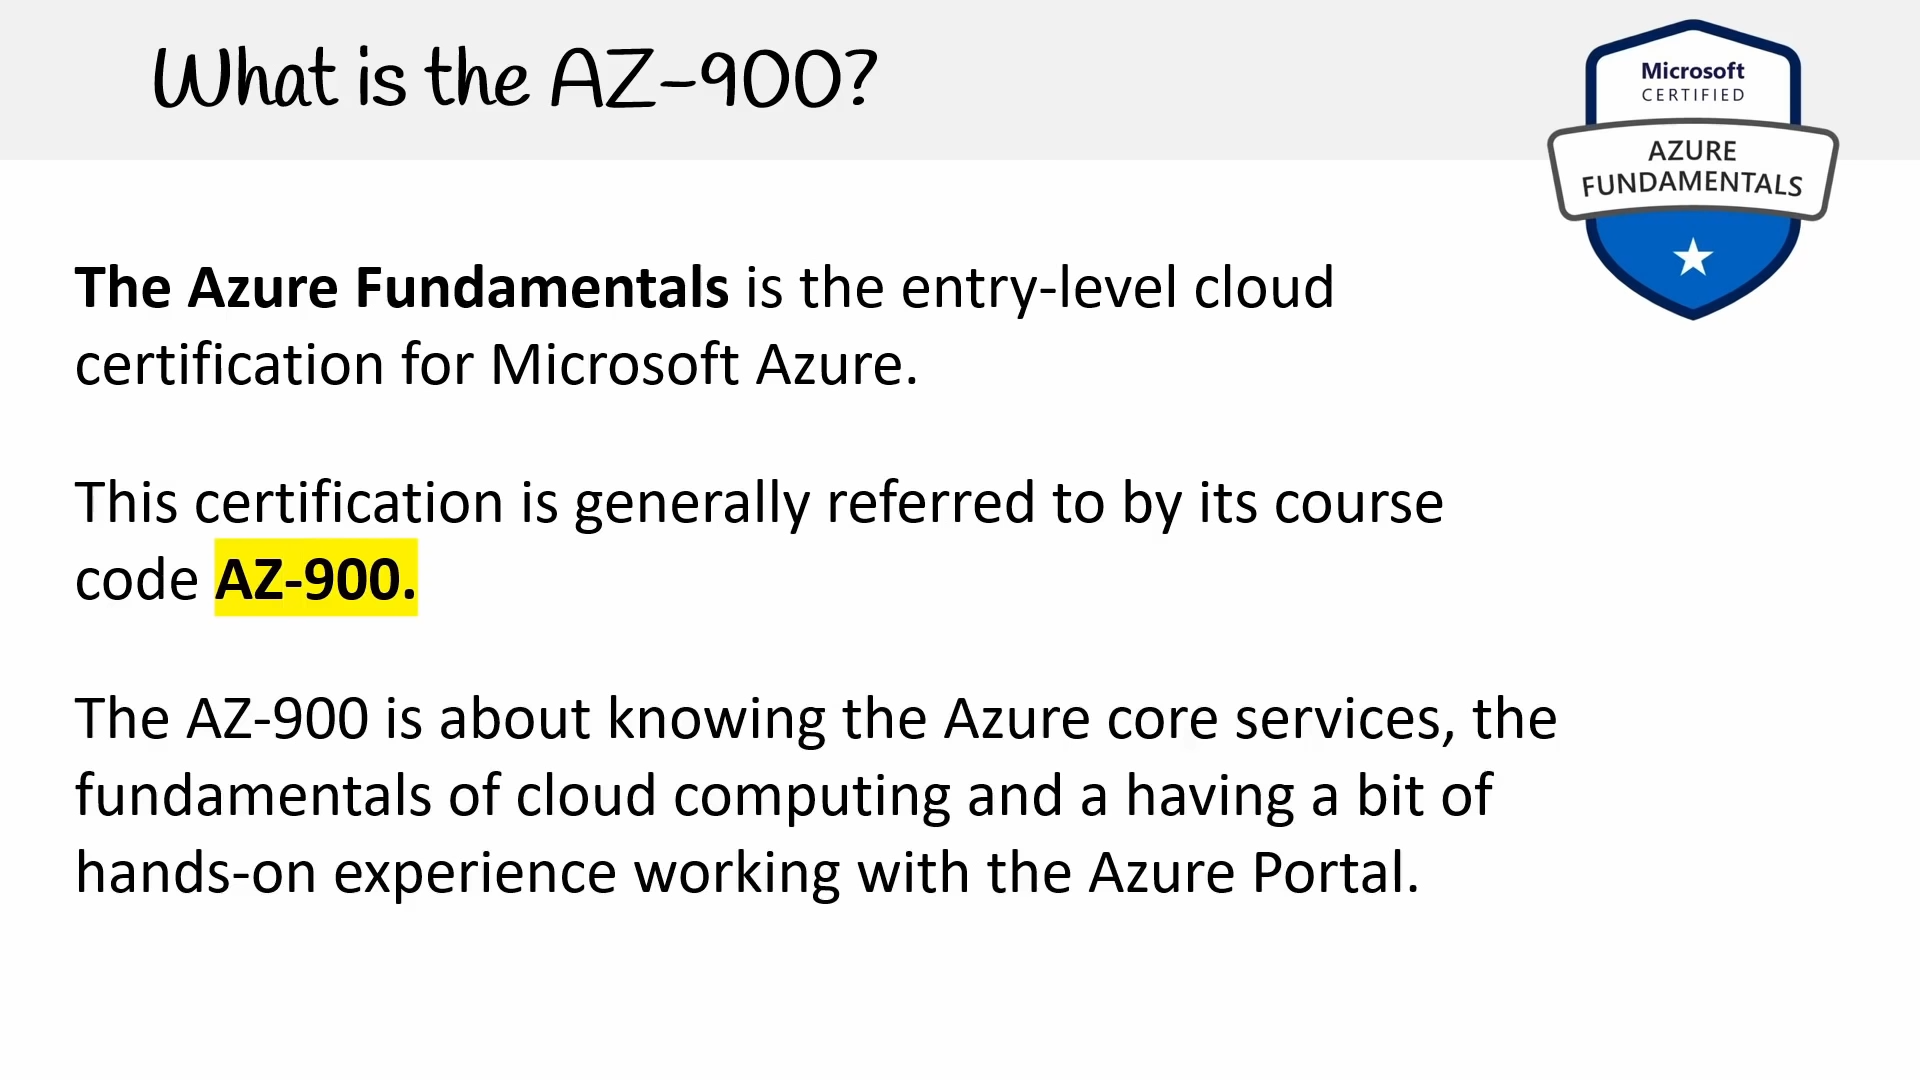 What is the AZ-900?
Microsoft
CERTIFIED
AZURE
FUNDAMENTALS
The Azure Fundamentals is the entry-level cloud
certification for Microsoft Azure.
This certification is generally referred to by its course
code AZ-900.
The AZ-900 is about knowing the Azure core services, the
fundamentals of cloud computing and a having a bit of
hands-on experience working with the Azure Portal.